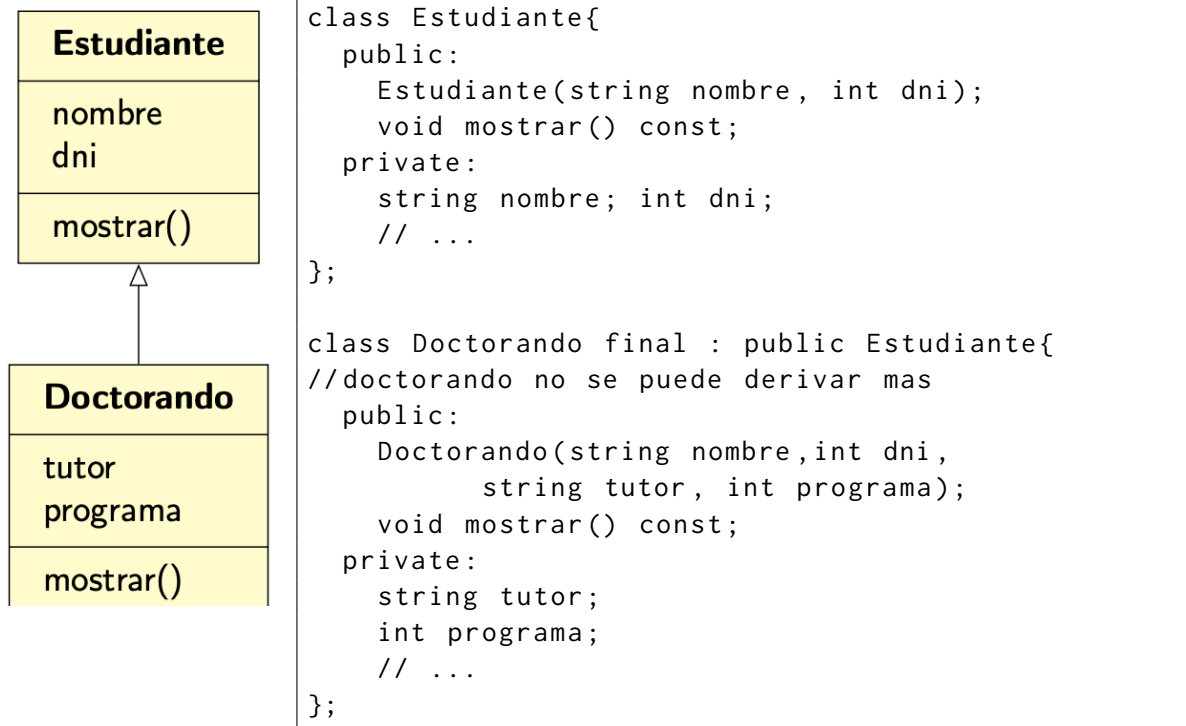 Estudiante
nombre
dni
mostrar()
Doctorando
tutor
programa
mostrar()
class Estudiante{
  public:
    Estudiante(string nombre, int dni);
    void mostrar() const;
  private:
    string nombre; int dni;
    // ...
};

class Doctorando final : public Estudiante{
//doctorando no se puede derivar mas
  public:
    Doctorando(string nombre,int dni,
          string tutor, int programa);
    void mostrar() const;
  private:
    string tutor;
    int programa;
    // ...
};